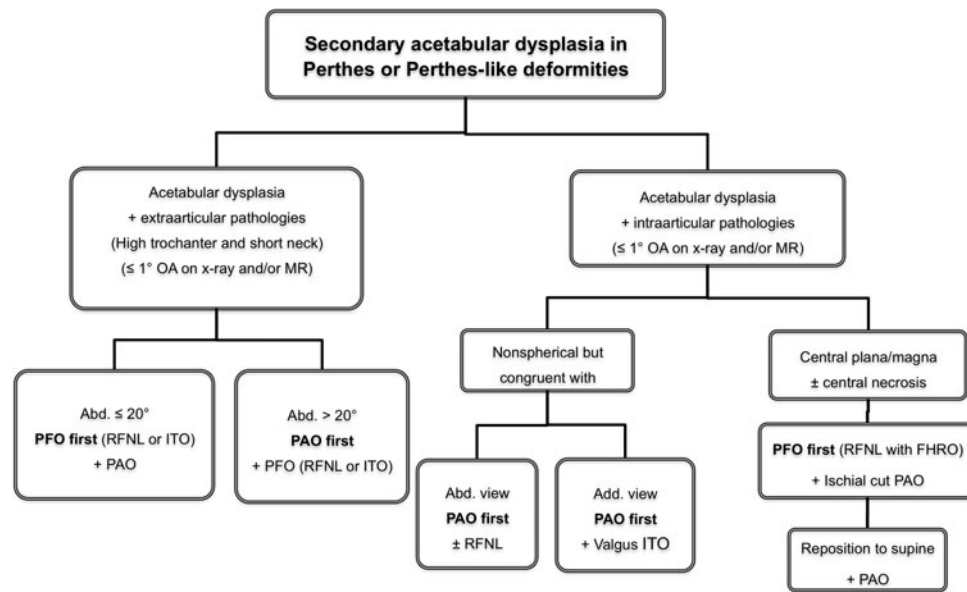 Secondary acetabular dysplasia in
Perthes or Perthes-like deformities
Acetabular dysplasia
+ extraarticular pathologies
(High trochanter and short neck)
(≤ 1° OA on x-ray and/or MR)
Acetabular dysplasia
+ intraarticular pathologies
(≤ 1° OA on x-ray and/or MR)
Abd. ≤ 20°
PFO first (RFNL or ITO)
+ PAO
Abd. > 20°
PAO first
+ PFO (RFNL or ITO)
Nonspherical but
congruent with
Abd. view
PAO first
± RFNL
Add. view
PAO first
+ Valgus ITO
Central plana/magna
± central necrosis
PFO first (RFNL with FHRO)
+ Ischial cut PAO
Reposition to supine
+ PAO